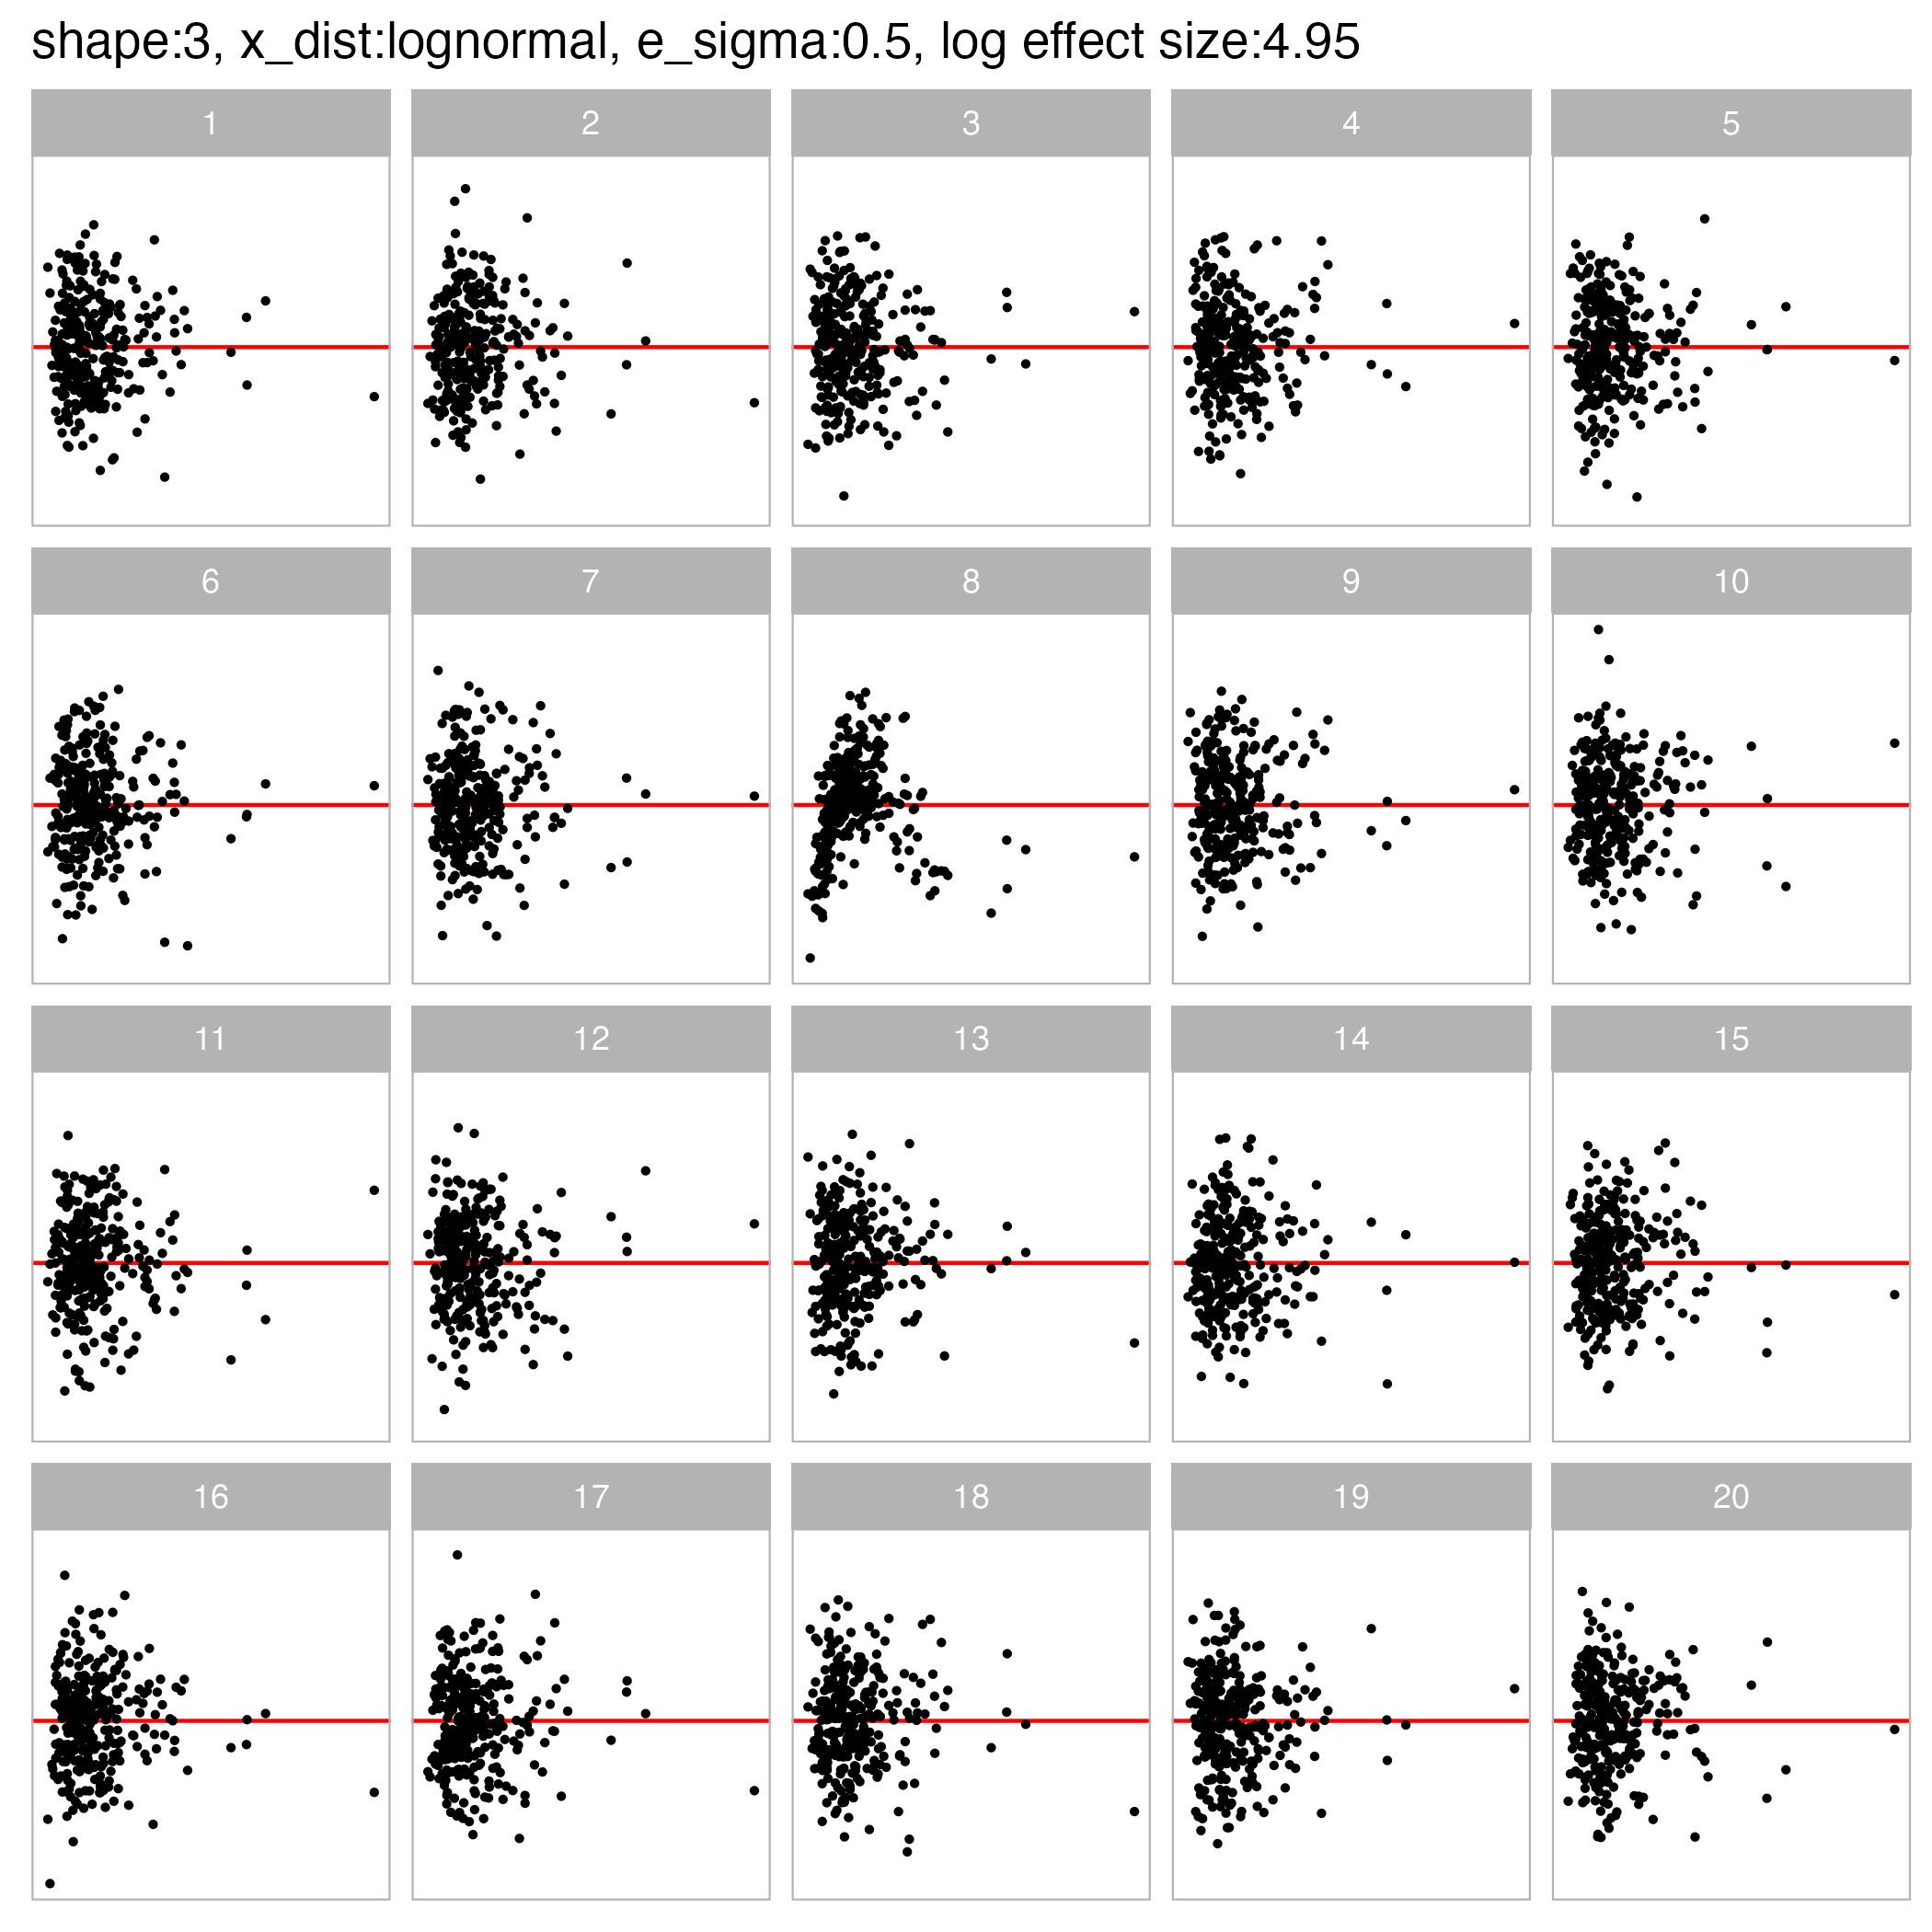 shape:3, x_dist:lognormal, e_sigma:0.5, log effect size:4.95
1 2 3 4 5
6 7 8 9 10
11 12 13 14 15
16 17 18 19 20